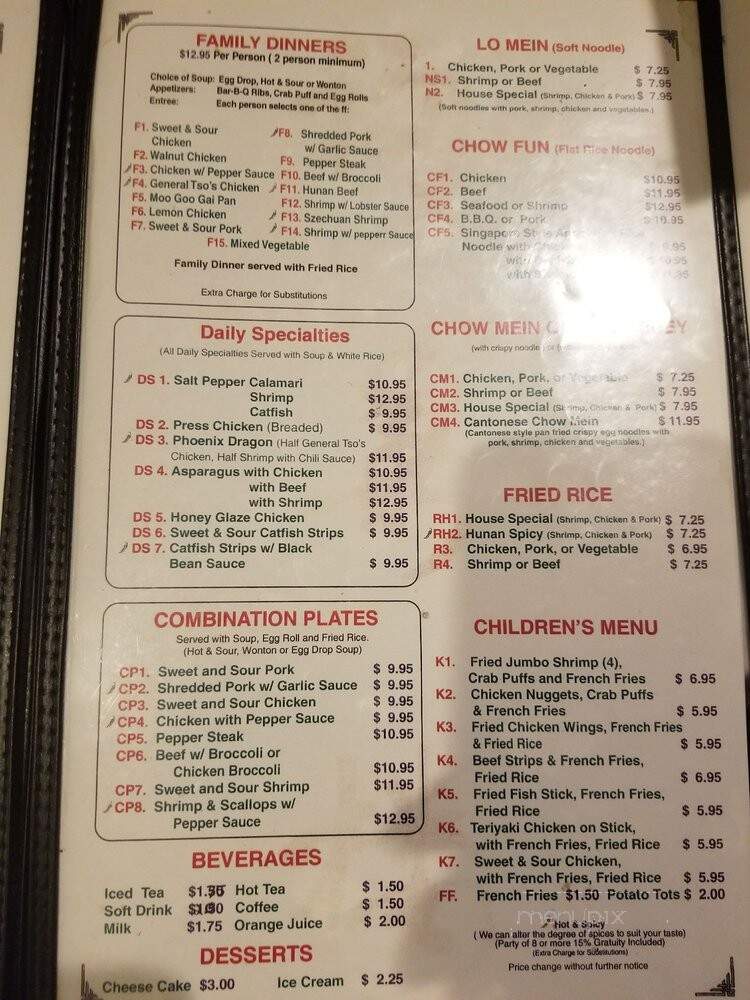 FAMILY DINNERS
$12.95 Per Person ( 2 person minimum)
Choice of Soup: Egg Drop, Hot & Sour or Wonton
Appetizers: Bar-B-Q Ribs, Crab Puff and Egg Rolls
Entree: Each person selects one of the ff:
F1. Sweet & Sour
Chicken
F2. Walnut Chicken
F3. Chicken w/ Pepper Sauce
F4. General Tso's Chicken
F5. Moo Goo Gai Pan
F6. Lemon Chicken
F7. Sweet & Sour Pork
F8. Shredded Pork
w/ Garlic Sauce
F9. Pepper Steak
F10. Beef w/ Broccoli
F11. Hunan Beef
F12. Shrimp w/ Lobster Sauce
F13. Szechuan Shrimp
F14. Shrimp w/ pepperr Sauce
F15. Mixed Vegetable
Family Dinner served with Fried Rice
Extra Charge for Substitutions
Daily Specialties
(All Daily Specialties Served with Soup & White Rice)
DS 1. Salt Pepper Calamari $10.95
Shrimp $12.95
Catfish $ 9.95
DS 2. Press Chicken (Breaded) $ 9.95
DS 3. Phoenix Dragon (Half General Tso's
Chicken, Half Shrimp with Chili Sauce) $11.95
DS 4. Asparagus with Chicken $10.95
with Beef $11.95
with Shrimp $12.95
DS 5. Honey Glaze Chicken $ 9.95
DS 6. Sweet & Sour Catfish Strips $ 9.95
DS 7. Catfish Strips w/ Black
Bean Sauce $ 9.95
COMBINATION PLATES
Served with Soup, Egg Roll and Fried Rice.
(Hot & Sour, Wonton or Egg Drop Soup)
CP1. Sweet and Sour Pork $ 9.95
CP2. Shredded Pork w/ Garlic Sauce $ 9.95
CP3. Sweet and Sour Chicken $ 9.95
CP4. Chicken with Pepper Sauce $ 9.95
CP5. Pepper Steak $10.95
CP6. Beef w/ Broccoli or
Chicken Broccoli $10.95
CP7. Sweet and Sour Shrimp $11.95
CP8. Shrimp & Scallops w/
Pepper Sauce $12.95
BEVERAGES
Iced Tea Hot Tea $ 1.50
Soft Drink Coffee $ 1.50
Milk $1.75 Orange Juice $ 2.00
DESSERTS
Cheese Cake $3.00 Ice Cream $ 2.25
LO MEIN (Soft Noodle)
1. Chicken, Pork or Vegetable $ 7.25
NS1. Shrimp or Beef $ 7.95
N2. House Special (Shrimp, Chicken & Pork) $ 7.95
(Soft noodles with pork, shrimp, chicken and vegetables.)
CHOW FUN (Flat Rice Noodle)
CF1. Chicken $10.95
CF2. Beef $11.95
CF3. Seafood or Shrimp $12.95
CF4. B.B.Q. or Pork $10.95
CF5. Singapore Style
Noodle with
with
with
CHOW MEIN
(with crispy noodle
CM1. Chicken, Pork, or Vegetable $ 7.25
CM2. Shrimp or Beef $ 7.95
CM3. House Special (Shrimp, Chicken & Pork) $ 7.95
CM4. Cantonese Chow Mein $ 11.95
(Cantonese style pan fried crispy egg noodles with
pork, shrimp, chicken and vegetables.)
FRIED RICE
RH1. House Special (Shrimp, Chicken & Pork) $ 7.25
RH2. Hunan Spicy (Shrimp, Chicken & Pork) $ 7.25
R3. Chicken, Pork, or Vegetable $ 6.95
R4. Shrimp or Beef $ 7.25
CHILDREN'S MENU
K1. Fried Jumbo Shrimp (4),
Crab Puffs and French Fries $ 6.95
K2. Chicken Nuggets, Crab Puffs
& French Fries $ 5.95
K3. Fried Chicken Wings, French Fries
& Fried Rice $ 5.95
K4. Beef Strips & French Fries,
Fried Rice $ 6.95
K5. Fried Fish Stick, French Fries,
Fried Rice $ 5.95
K6. Teriyaki Chicken on Stick,
with French Fries, Fried Rice $ 5.95
K7. Sweet & Sour Chicken,
with French Fries, Fried Rice $ 5.95
FF. French Fries $1.50 Potato Tots $ 2.00
menupix
Hot & Spicy
( We can alter the degree of spices to suit your taste)
(Party of 8 or more 15% Gratuity Included)
(Extra Charge for Substitutions)
Price change without further notice